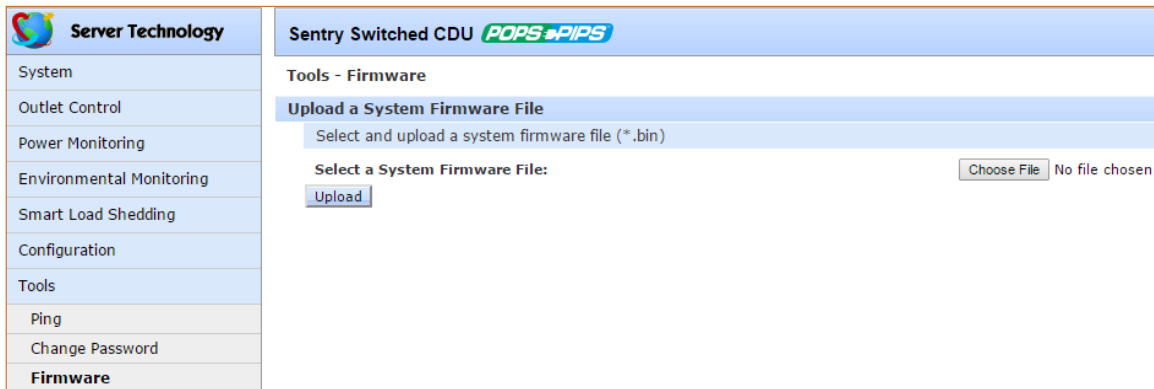 Server Technology
Sentry Switched CDU POPS PIPS
System
Outlet Control
Power Monitoring
Environmental Monitoring
Smart Load Shedding
Configuration
Tools
Ping
Change Password
Firmware
Tools - Firmware
Upload a System Firmware File
Select and upload a system firmware file (*.bin)
Select a System Firmware File: Choose File No file chosen
Upload